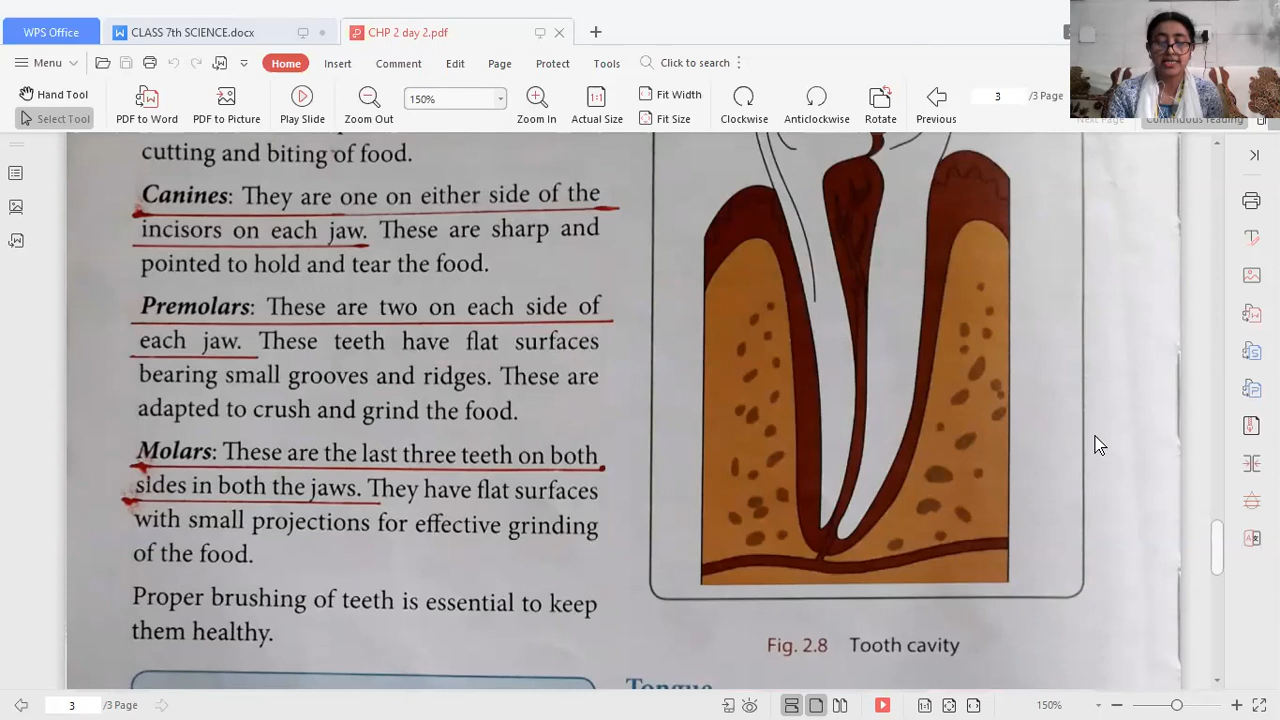 WPS Office
CLASS 7th SCIENCE.docx
CHP 2 day 2.pdf
Menu
Home
Insert
Comment
Edit
Page
Protect
Tools
Click to search
Hand Tool
Select Tool
PDF to Word
PDF to Picture
Play Slide
Zoom Out
150%
Zoom In
Actual Size
Fit Width
Fit Size
Clockwise
Anticlockwise
Rotate
Previous
3 /3 Page
Next Page
Continuous Reading
cutting and biting of food.
Canines: They are one on either side of the
incisors on each jaw. These are sharp and
pointed to hold and tear the food.
Premolars: These are two on each side of
each jaw. These teeth have flat surfaces
bearing small grooves and ridges. These are
adapted to crush and grind the food.
Molars: These are the last three teeth on both
sides in both the jaws. They have flat surfaces
with small projections for effective grinding
of the food.
Proper brushing of teeth is essential to keep
them healthy.
Fig. 2.8 Tooth cavity
Tongue
3 /3 Page
150%